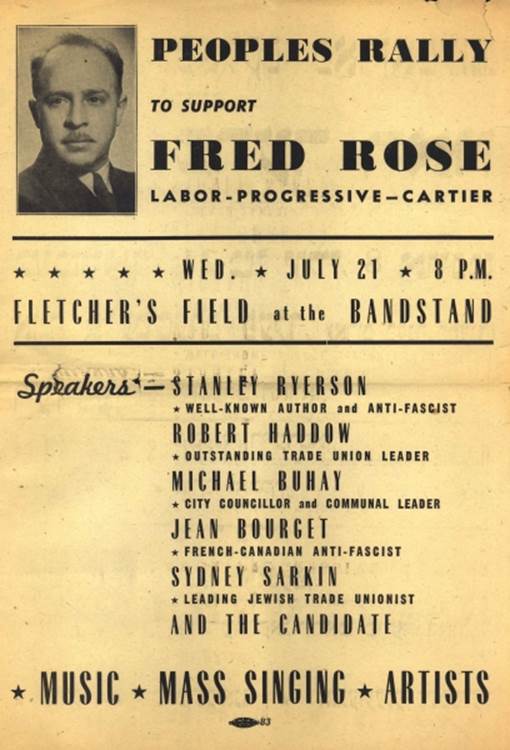 PEOPLES RALLY
TO SUPPORT
FRED ROSE
LABOR-PROGRESSIVE—CARTIER
★ ★ ★ ★ ★ WED. ★ JULY 21 ★ 8 P.M.
FLETCHER'S FIELD at the BANDSTAND
Speakers — STANLEY RYERSON
★ WELL-KNOWN AUTHOR and ANTI-FASCIST
ROBERT HADDOW
★ OUTSTANDING TRADE UNION LEADER
MICHAEL BUHAY
★ CITY COUNCILLOR and COMMUNAL LEADER
JEAN BOURGET
★ FRENCH-CANADIAN ANTI-FASCIST
SYDNEY SARKIN
★ LEADING JEWISH TRADE UNIONIST
AND THE CANDIDATE
★ MUSIC ★ MASS SINGING ★ ARTISTS
83